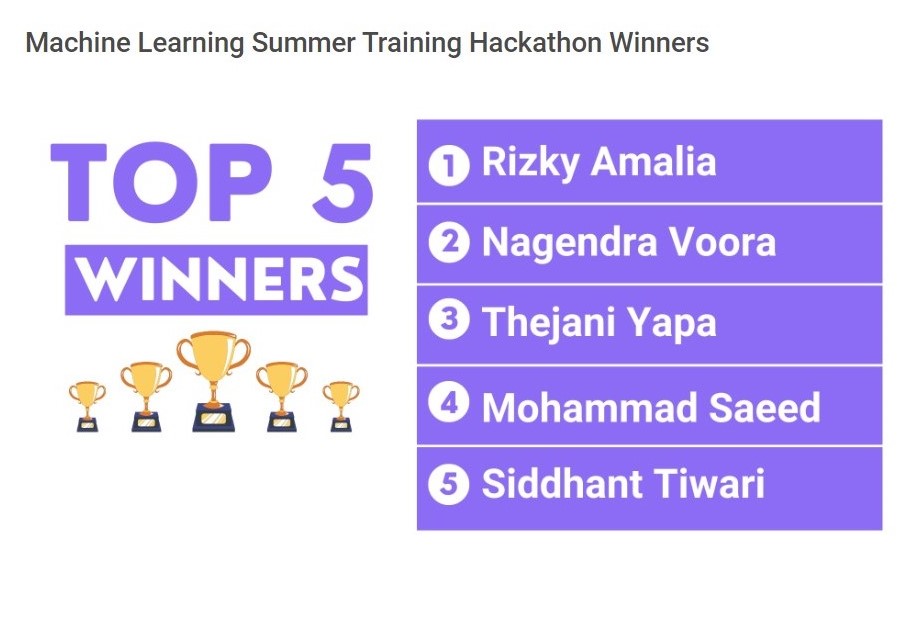 Machine Learning Summer Training Hackathon Winners
TOP 5
WINNERS
1 Rizky Amalia
2 Nagendra Voora
3 Thejani Yapa
4 Mohammad Saeed
5 Siddhant Tiwari